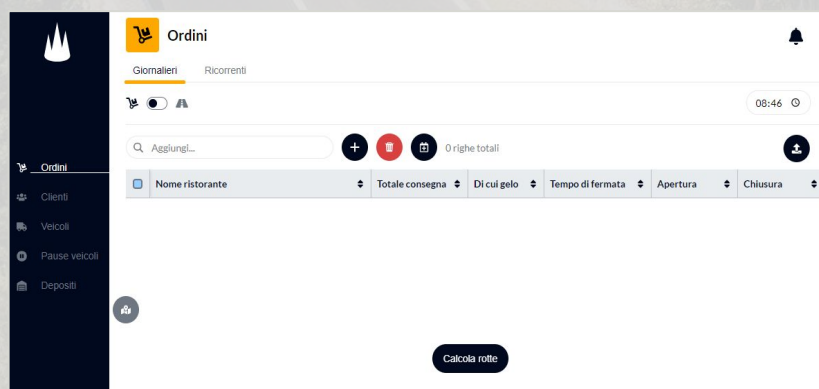 Ordini
Giornalieri Ricorrenti
08:46
Aggiungi...
0 righe totali
Nome ristorante Totale consegna Di cui gelo Tempo di fermata Apertura Chiusura
Ordini
Clienti
Veicoli
Pause veicoli
Depositi
Calcola rotte